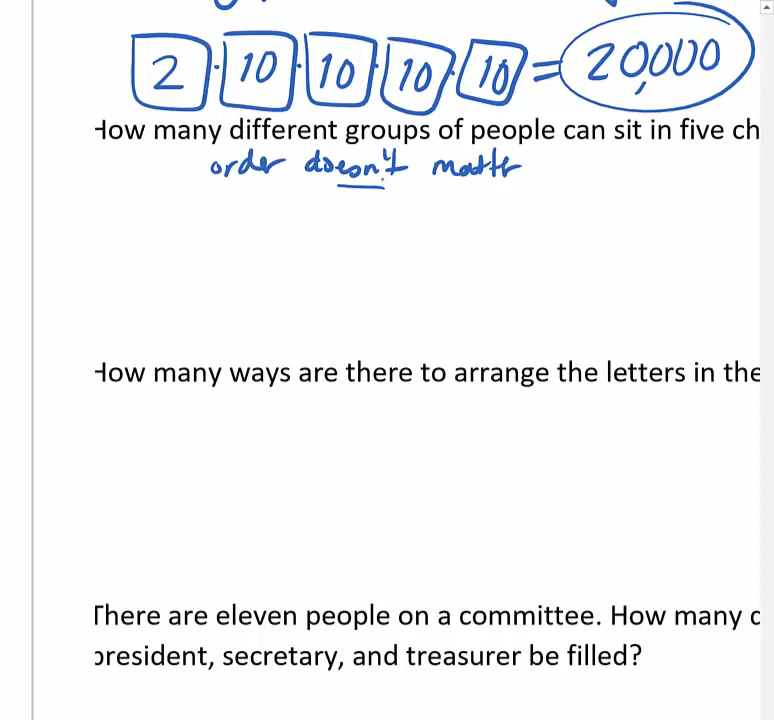 2 · 10 · 10 · 10 · 10 = 20,000
How many different groups of people can sit in five ch
order doesn't matter
How many ways are there to arrange the letters in the
There are eleven people on a committee. How many
president, secretary, and treasurer be filled?